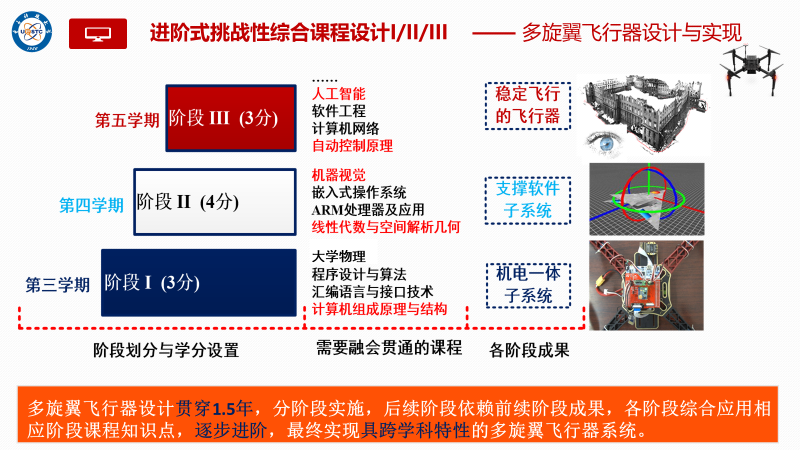 进阶式挑战性综合课程设计I/II/III —— 多旋翼飞行器设计与实现
……
第五学期
阶段 III (3分)
人工智能
软件工程
计算机网络
自动控制原理
稳定飞行
的飞行器
第四学期
阶段 II (4分)
机器视觉
嵌入式操作系统
ARM处理器及应用
线性代数与空间解析几何
支撑软件
子系统
第三学期
阶段 I (3分)
大学物理
程序设计与算法
汇编语言与接口技术
计算机组成原理与结构
机电一体
子系统
阶段划分与学分设置
需要融会贯通的课程
各阶段成果
多旋翼飞行器设计贯穿1.5年，分阶段实施，后续阶段依赖前续阶段成果，各阶段综合应用相
应阶段课程知识点，逐步进阶，最终实现具跨学科特性的多旋翼飞行器系统。